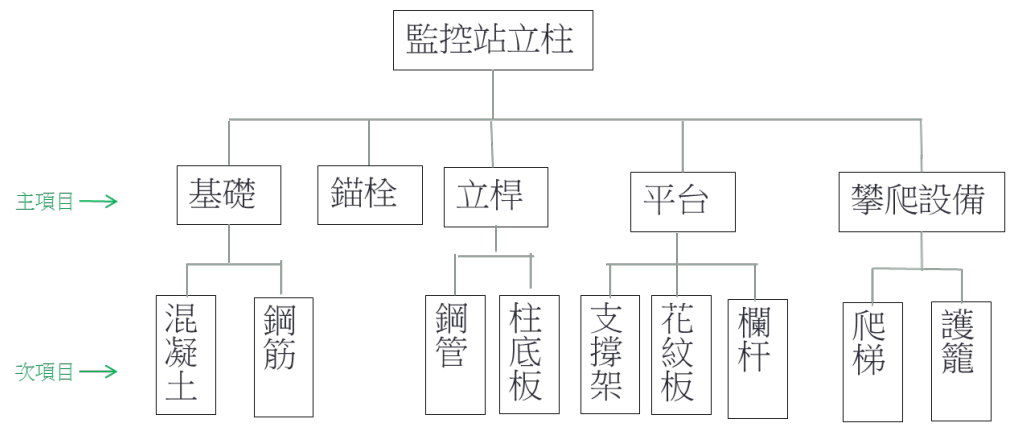 監控站立柱
主項目
基礎
錨栓
立桿
平台
攀爬設備
次項目
混凝土
鋼筋
鋼管
柱底板
支撐架
花紋板
欄杆
爬梯
護籠